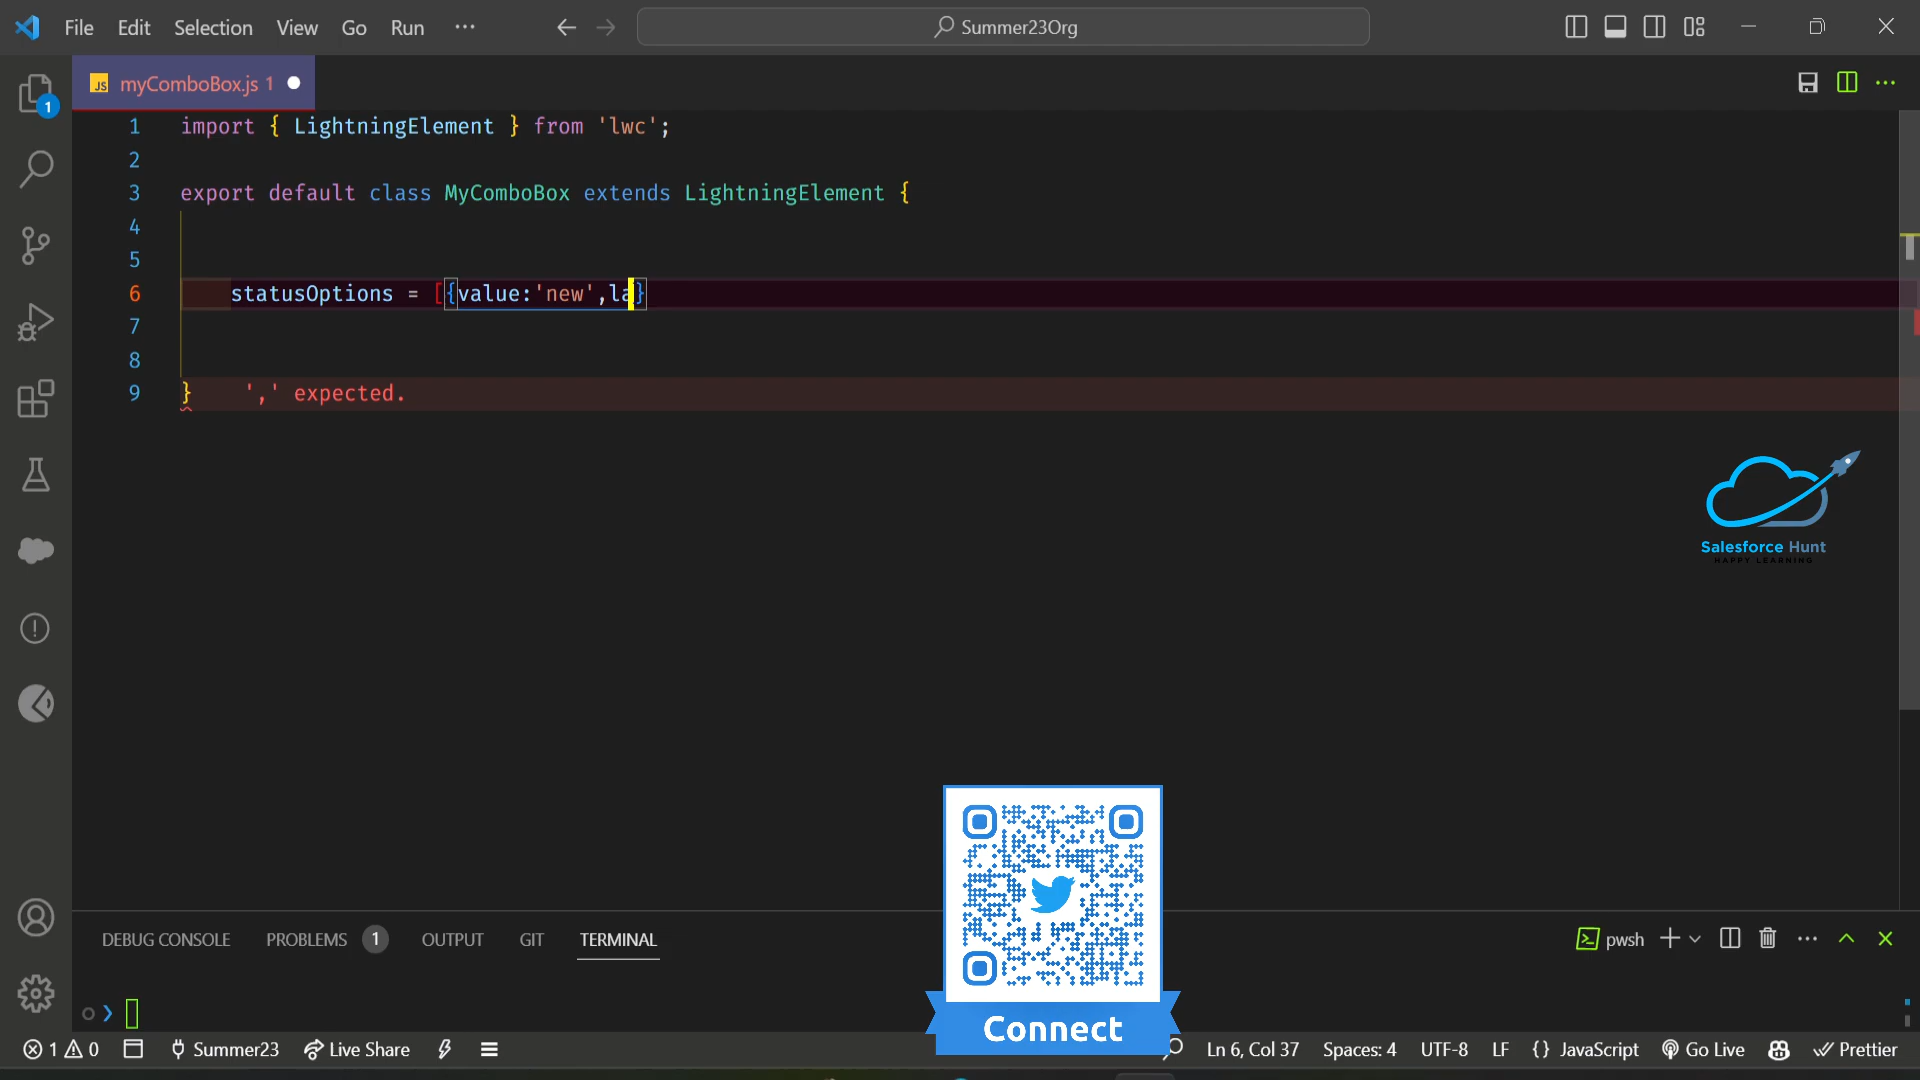 File Edit Selection View Go Run ··· Summer23Org
JS myComboBox.js 1
1 import { LightningElement } from 'lwc';
2
3 export default class MyComboBox extends LightningElement {
4
5
6 statusOptions = [{value:'new',la}
7
8
9 } ',' expected.
1
Salesforce Hunt
HAPPY LEARNING
DEBUG CONSOLE PROBLEMS 1 OUTPUT GIT TERMINAL pwsh
Connect
1 0 Summer23 Live Share Ln 6, Col 37 Spaces: 4 UTF-8 LF {} JavaScript Go Live Prettier